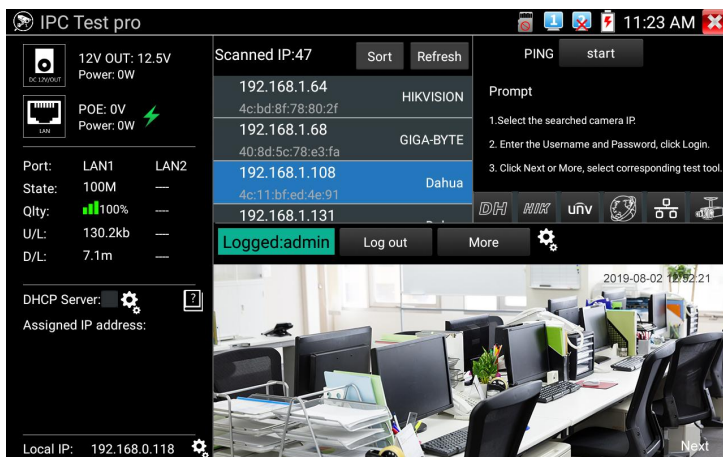 IPC Test pro
1
11:23 AM
12V OUT: 12.5V
Power: 0W
DC 12V/OUT
POE: 0V
Power: 0W
LAN
Port: LAN1 LAN2
State: 100M ----
Qlty: 100% ----
U/L: 130.2kb ----
D/L: 7.1m ----
DHCP Server:
?
Assigned IP address:
Local IP: 192.168.0.118
Scanned IP:47 Sort Refresh
192.168.1.64
4c:bd:8f:78:80:2f
HIKVISION
192.168.1.68
40:8d:5c:78:e3:fa
GIGA-BYTE
192.168.1.108
4c:11:bf:ed:4e:91
Dahua
192.168.1.131
PING start
Prompt
1.Select the searched camera IP.
2. Enter the Username and Password, click Login.
3. Click Next or More, select corresponding test tool.
DH HIK unv
Logged:admin Log out More
2019-08-02 12:52:21
Next